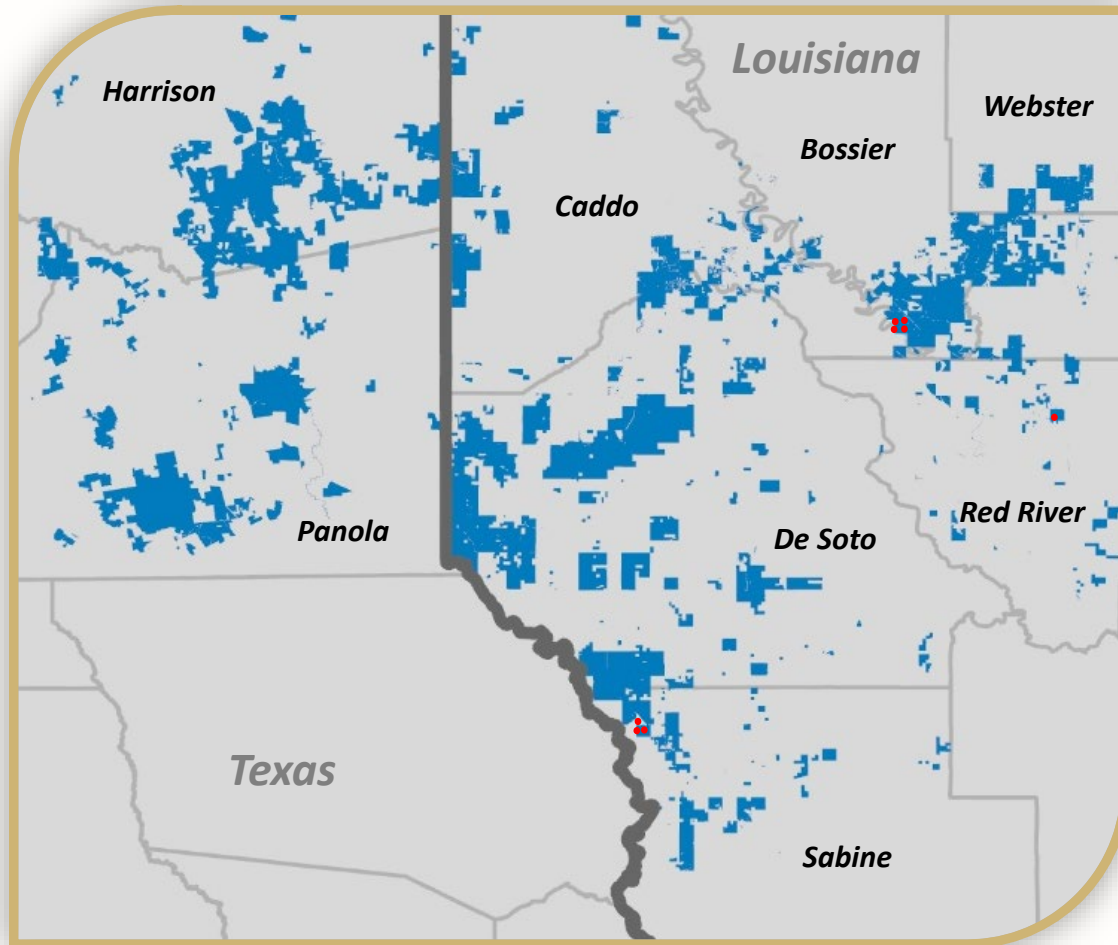 Louisiana
Harrison
Webster
Bossier
Caddo
Red River
Panola
De Soto
Texas
Sabine